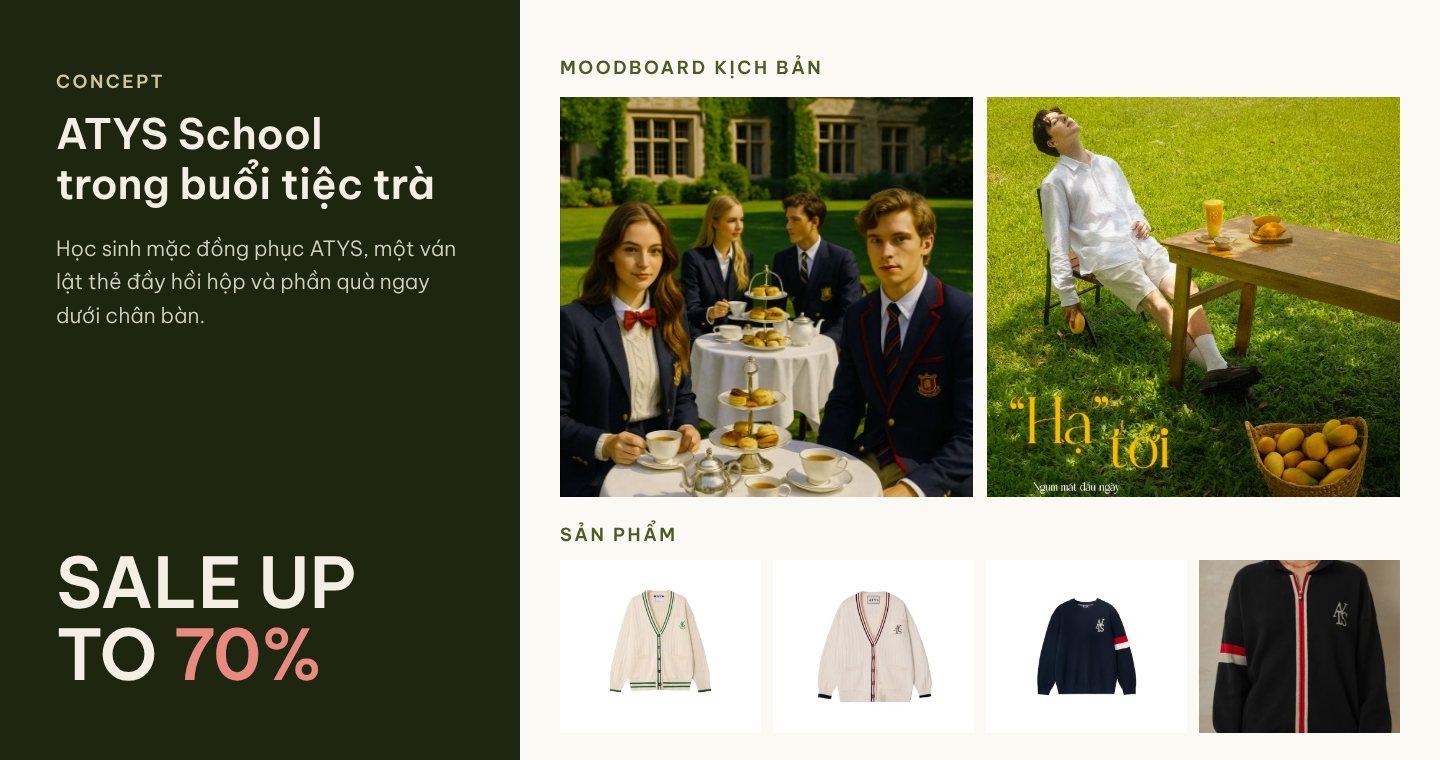 CONCEPT
ATYS School
trong buổi tiệc trà
Học sinh mặc đồng phục ATYS, một ván
lật thẻ đầy hồi hộp và phần quà ngay
dưới chân bàn.
SALE UP
TO 70%
MOODBOARD KỊCH BẢN
“Hạ”
tới
Ngụm mát đầu ngày
SẢN PHẨM
ATYS
ATYS